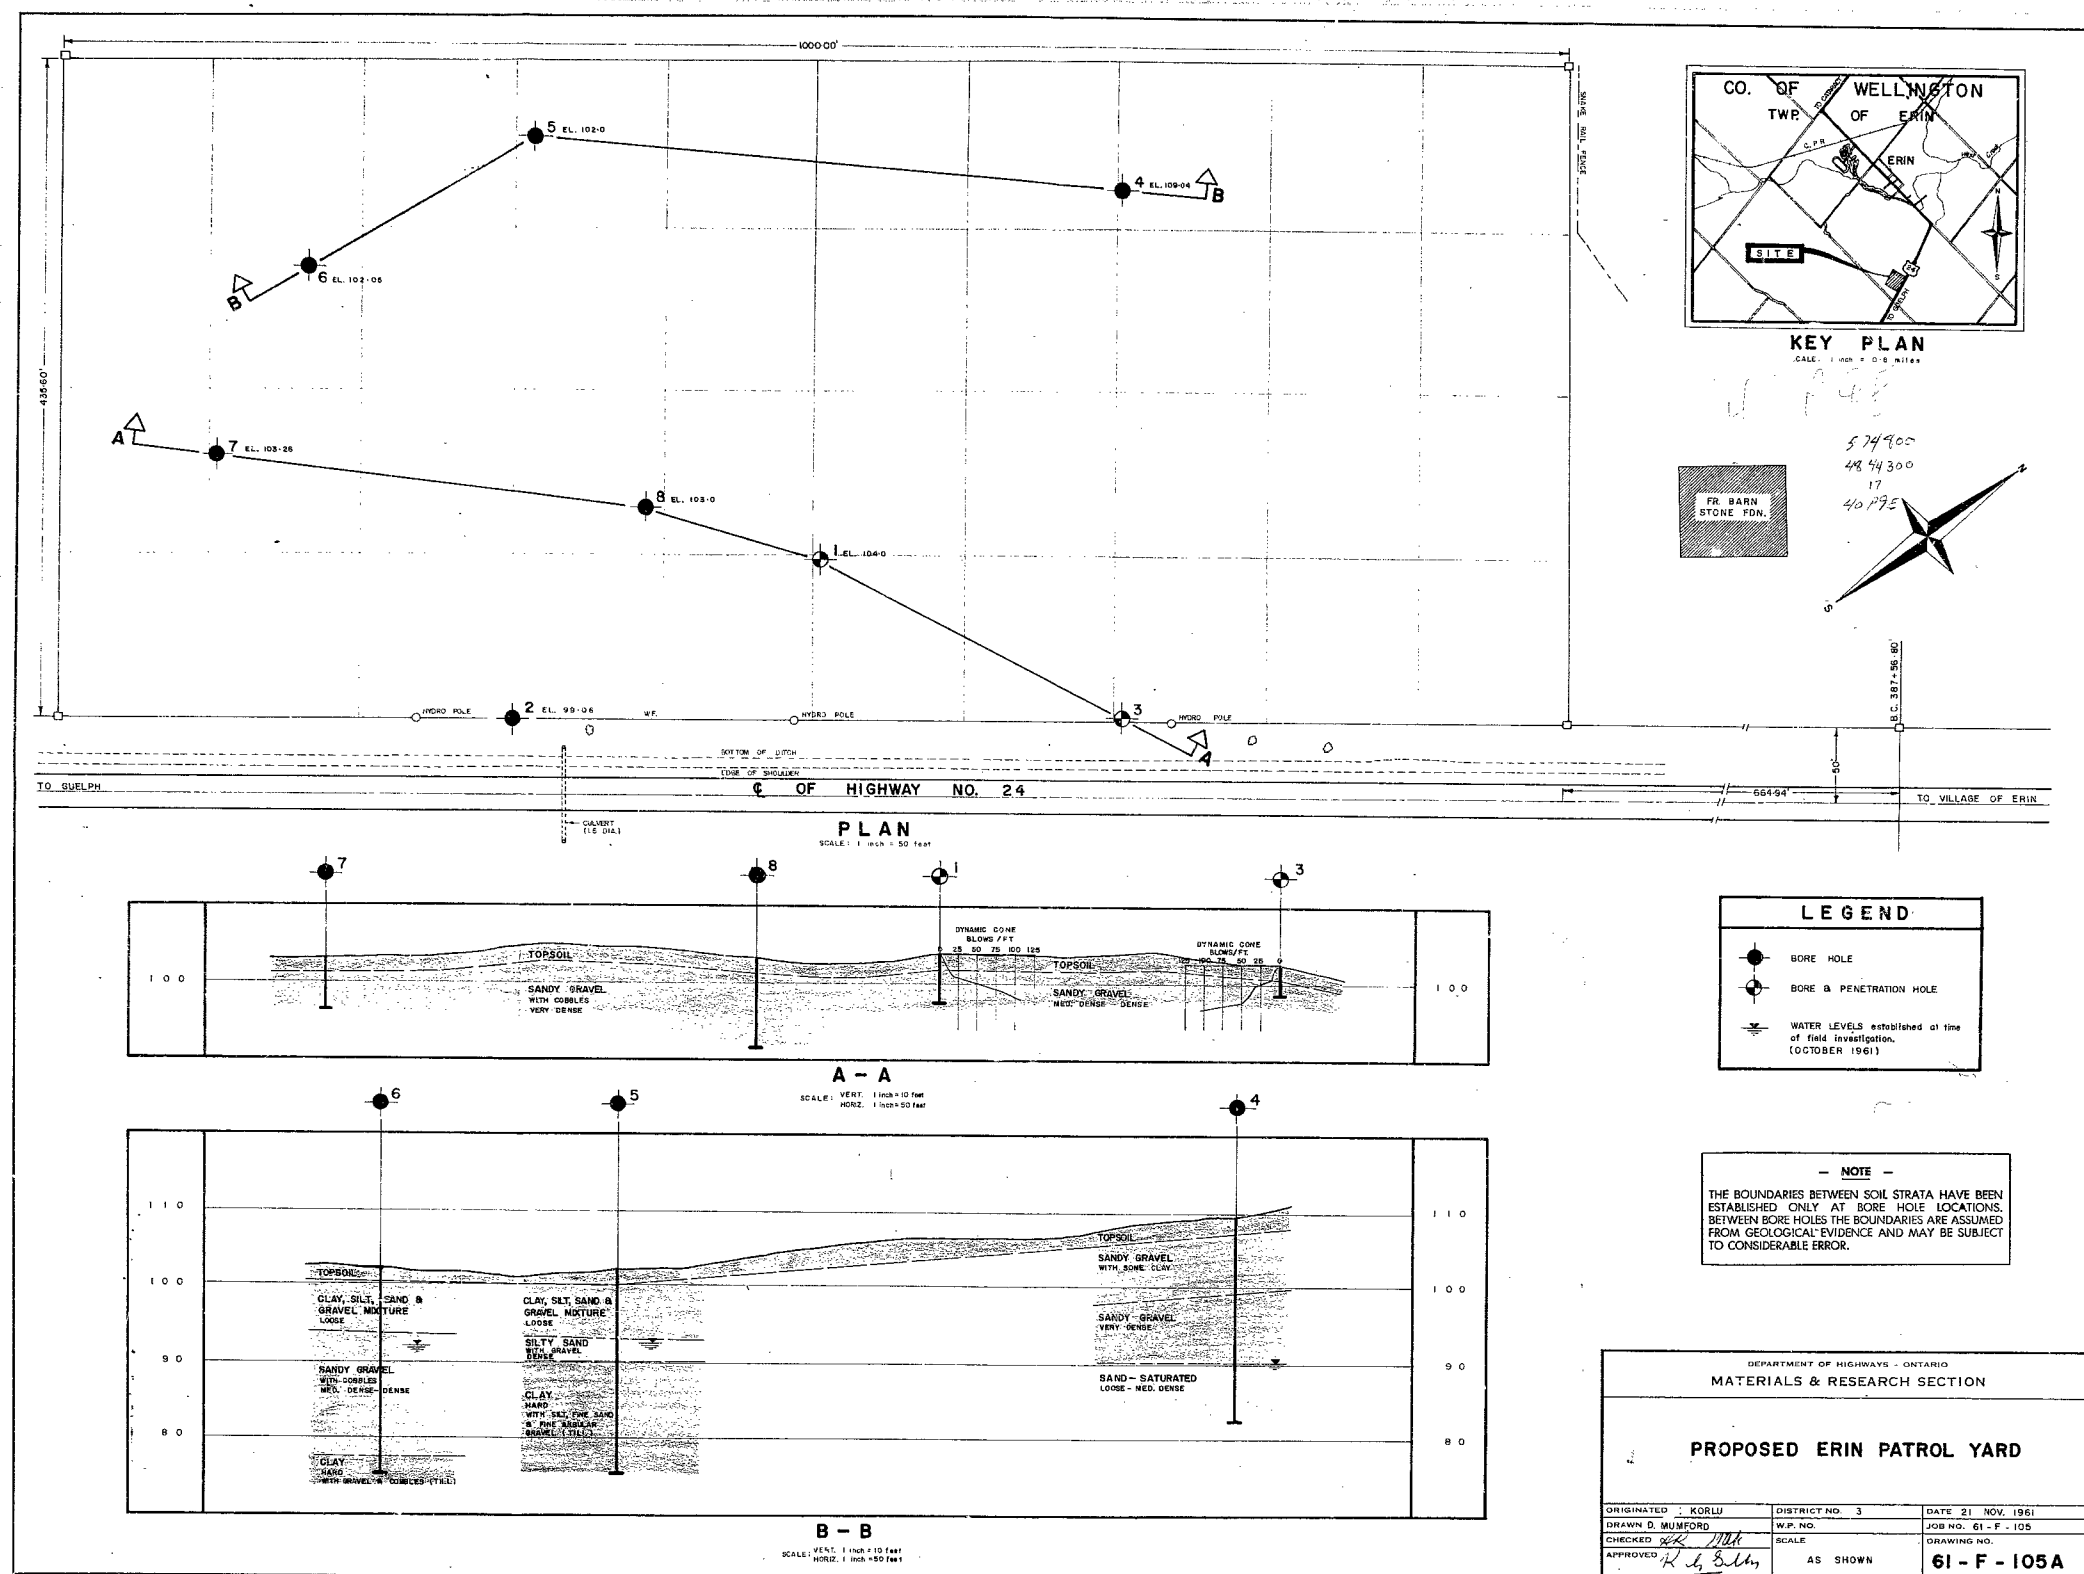 1000·00'
435·60'
SNAKE RAIL FENCE
5 EL. 102·0
4 EL. 109·04
B
6 EL. 102·05
B
A
7 EL. 103·26
8 EL. 103·0
1 EL. 104·0
HYDRO POLE
2 EL. 99·06
W.F.
HYDRO POLE
3
HYDRO POLE
A
BOTTOM OF DITCH
EDGE OF SHOULDER
TO GUELPH
℄ OF HIGHWAY NO. 24
664·94'
50'
B.C. 387+56·80
TO VILLAGE OF ERIN
CULVERT
PLAN
SCALE: 1 inch = 50 feet
CO. OF WELLINGTON
TWP. OF ERIN
TO CATARACT
C.P.R.
ERIN
N
SITE
24
S
TO GUELPH
KEY PLAN
SCALE: 1 inch = 0·8 miles
574900
4844300
17
40P9E
FR. BARN
STONE FDN.
N
S
7
8
1
3
DYNAMIC CONE
BLOWS / FT
0 25 50 75 100 125
DYNAMIC CONE
BLOWS/FT.
125 100 75 50 25 0
TOPSOIL
TOPSOIL
100
100
SANDY GRAVEL
WITH COBBLES
VERY DENSE
SANDY GRAVEL
MED. DENSE - DENSE
A - A
SCALE: VERT. 1 inch = 10 feet
HORIZ. 1 inch = 50 feet
6
5
4
110
110
100
100
90
90
80
80
TOPSOIL
CLAY, SILT, SAND &
GRAVEL MIXTURE
LOOSE
SANDY GRAVEL
WITH COBBLES
MED. DENSE - DENSE
CLAY
HARD
WITH GRAVEL & COBBLES (TILL)
CLAY, SILT, SAND &
GRAVEL MIXTURE
LOOSE
SILTY SAND
WITH GRAVEL
DENSE
CLAY
HARD
WITH SILT, FINE SAND
& FINE ANGULAR
GRAVEL (TILL)
TOPSOIL
SANDY GRAVEL
WITH SOME CLAY
SANDY GRAVEL
VERY DENSE
SAND - SATURATED
LOOSE - MED. DENSE
B - B
SCALE: VERT. 1 inch = 10 feet
HORIZ. 1 inch = 50 feet
LEGEND
BORE HOLE
BORE & PENETRATION HOLE
WATER LEVELS established at time
of field investigation.
(OCTOBER 1961)
- NOTE -
THE BOUNDARIES BETWEEN SOIL STRATA HAVE BEEN
ESTABLISHED ONLY AT BORE HOLE LOCATIONS.
BETWEEN BORE HOLES THE BOUNDARIES ARE ASSUMED
FROM GEOLOGICAL EVIDENCE AND MAY BE SUBJECT
TO CONSIDERABLE ERROR.
DEPARTMENT OF HIGHWAYS - ONTARIO
MATERIALS & RESEARCH SECTION
PROPOSED ERIN PATROL YARD
ORIGINATED : KORLU
DISTRICT NO. 3
DATE 21 NOV. 1961
DRAWN D. MUMFORD
W.P. NO.
JOB NO. 61 - F - 105
CHECKED
SCALE
DRAWING NO.
APPROVED
AS SHOWN
61 - F - 105A